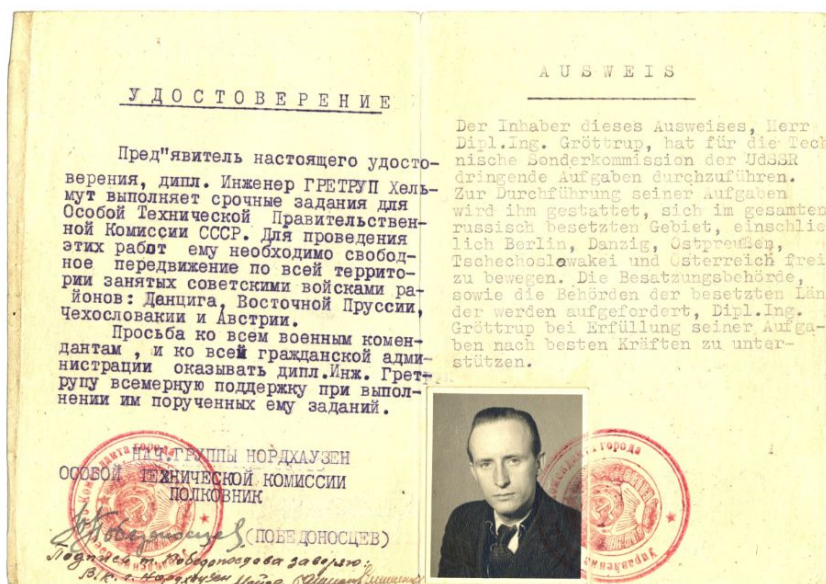 УДОСТОВЕРЕНИЕ
Пред"явитель настоящего удосто-
верения, дипл. Инженер ГРЕТРУП Хель-
мут выполняет срочные задания для
Особой Технической Правительствен-
ной Комиссии СССР. Для проведения
этих работ ему необходимо свобод-
ное передвижение по всей террито-
рии занятых советскими войсками ра-
йонов: Данцига, Восточной Пруссии,
Чехословакии и Австрии.
Просьба ко всем военным комен-
дантам , и ко всей гражданской адми-
нистрации оказывать дипл.Инж. Грет-
рупу всемерную поддержку при выпол-
нении им порученных ему заданий.
НАЧ.ГРУППЫ НОРДХАУЗЕН
ОСОБОЙ ТЕХНИЧЕСКОЙ КОМИССИИ
ПОЛКОВНИК
(ПОБЕДОНОСЦЕВ)
Подпись т. Победоносцева заверяю:
AUSWEIS
Der Inhaber dieses Ausweises, Herr
Dipl.Ing. Gröttrup, hat für die Tech
nische Sonderkommission der UdSSR
dringende Aufgaben durchzuführen.
Zur Durchführung seiner Aufgaben
wird ihm gestattet, sich im gesamten
russisch besetzten Gebiet, einschlie
lich Berlin, Danzig, Ostpreußen,
Tschechoslowakei und Österreich frei
zu bewegen. Die Besatzungsbehörde,
sowie die Behörden der besetzten Län
der werden aufgefordert, Dipl.Ing.
Gröttrup bei Erfüllung seiner Aufga-
ben nach besten Kräften zu unter-
stützen.
города
Управления